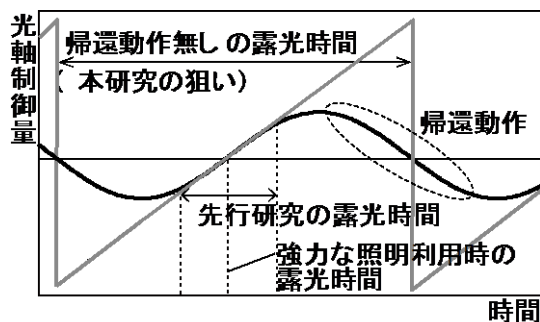 光軸制御量
帰還動作無しの露光時間
( 本研究の狙い)
帰還動作
先行研究の露光時間
強力な照明利用時の
露光時間
時間